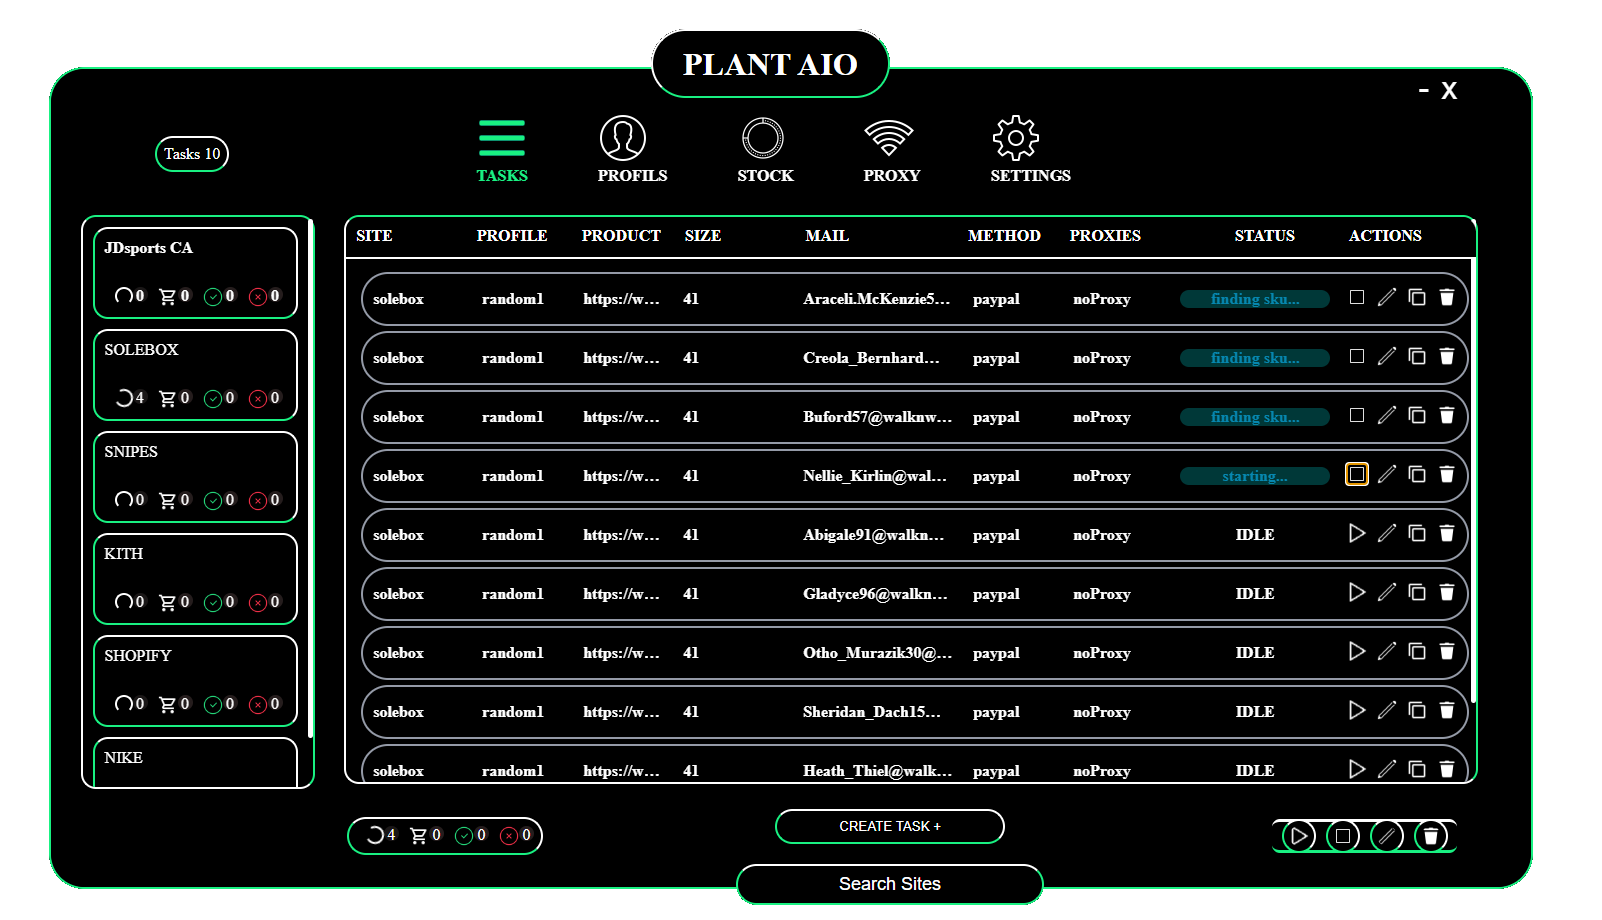 PLANT AIO
- X
Tasks 10
TASKS PROFILS STOCK PROXY SETTINGS
JDsports CA
0 0 0 0
SOLEBOX
4 0 0 0
SNIPES
0 0 0 0
KITH
0 0 0 0
SHOPIFY
0 0 0 0
NIKE
SITE PROFILE PRODUCT SIZE MAIL METHOD PROXIES STATUS ACTIONS
solebox random1 https://w... 41 Araceli.McKenzie5... paypal noProxy finding sku...
solebox random1 https://w... 41 Creola_Bernhard... paypal noProxy finding sku...
solebox random1 https://w... 41 Buford57@walknw... paypal noProxy finding sku...
solebox random1 https://w... 41 Nellie_Kirlin@wal... paypal noProxy starting...
solebox random1 https://w... 41 Abigale91@walkn... paypal noProxy IDLE
solebox random1 https://w... 41 Gladyce96@walkn... paypal noProxy IDLE
solebox random1 https://w... 41 Otho_Murazik30@... paypal noProxy IDLE
solebox random1 https://w... 41 Sheridan_Dach15... paypal noProxy IDLE
solebox random1 https://w... 41 Heath_Thiel@walk... paypal noProxy IDLE
4 0 0 0
CREATE TASK +
Search Sites